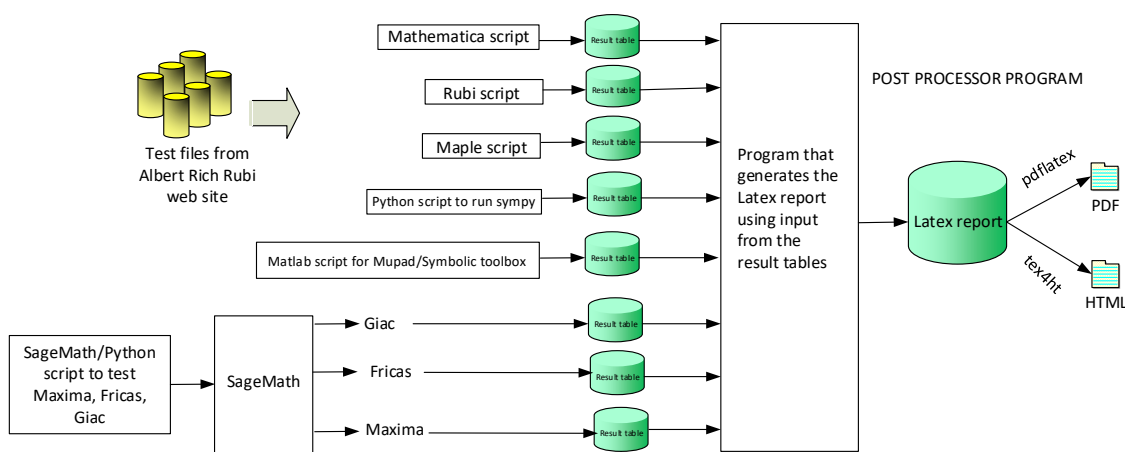 Mathematica script
Result table
Rubi script
Result table
Maple script
Result table
Python script to run sympy
Result table
Matlab script for Mupad/Symbolic toolbox
Result table
Giac
Result table
Fricas
Result table
Maxima
Result table
Test files from
Albert Rich Rubi
web site
SageMath/Python
script to test
Maxima, Fricas,
Giac
SageMath
Program that
generates the
Latex report
using input
from the
result tables
POST PROCESSOR PROGRAM
Latex report
pdflatex
PDF
tex4ht
HTML